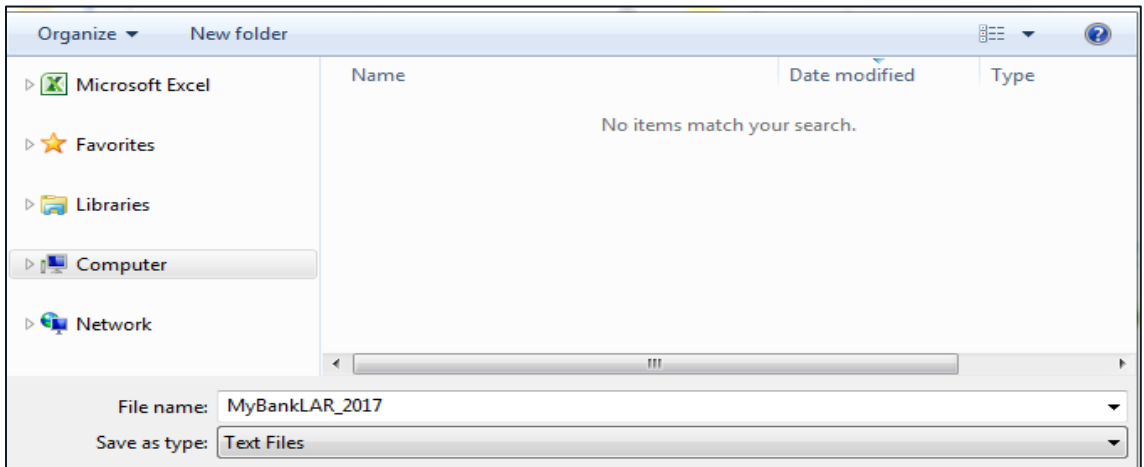 Organize New folder
Name Date modified Type
Microsoft Excel
No items match your search.
Favorites
Libraries
Computer
Network
File name: MyBankLAR_2017
Save as type: Text Files